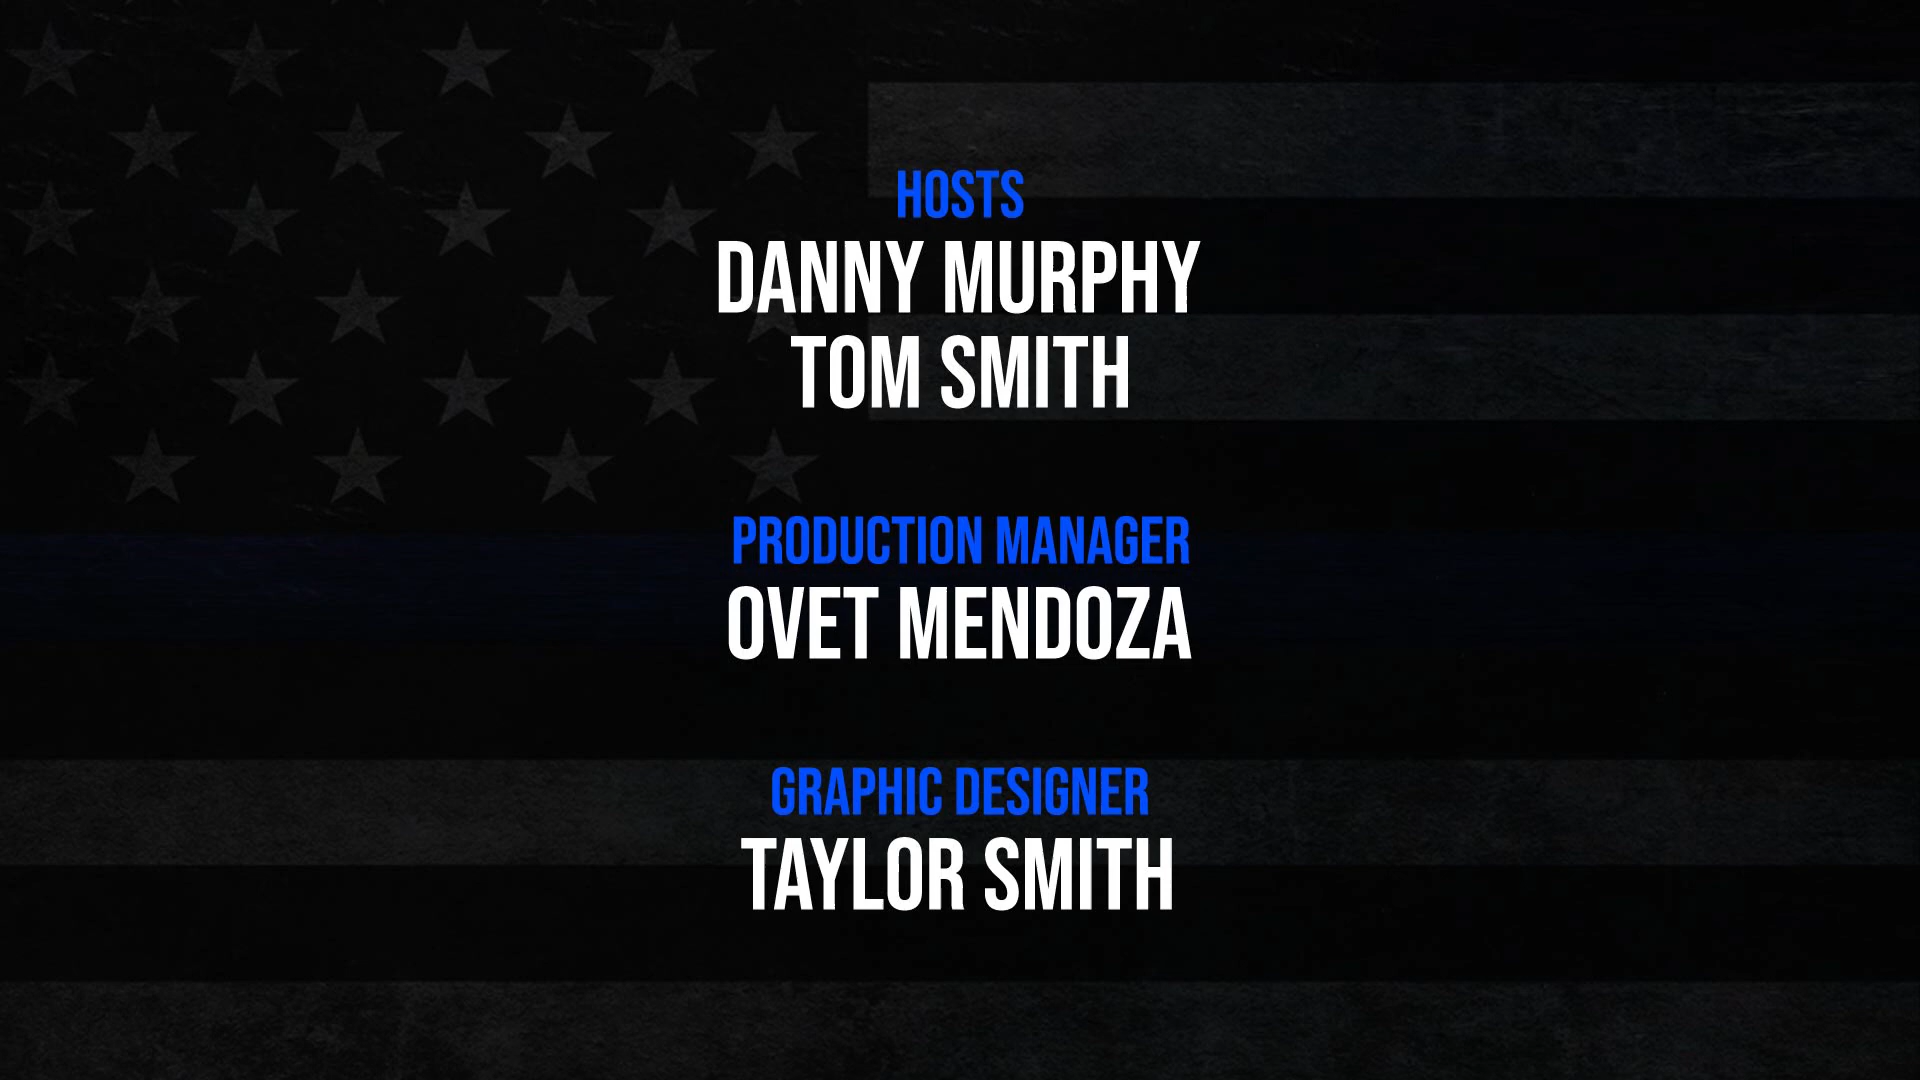 HOSTS
DANNY MURPHY
TOM SMITH
PRODUCTION MANAGER
OVET MENDOZA
GRAPHIC DESIGNER
TAYLOR SMITH